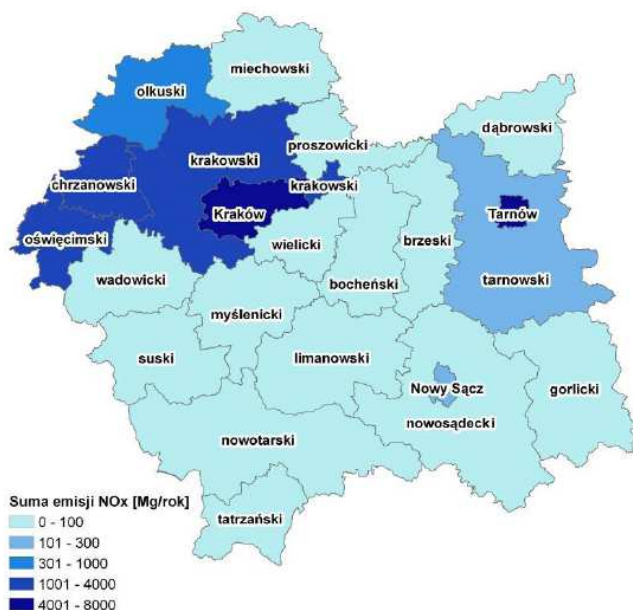 miechowski
olkuski
dąbrowski
proszowicki
krakowski
chrzanowski
krakowski
Kraków
Tarnów
oświęcimski
wielicki
brzeski
wadowicki
bocheński
tarnowski
myślenicki
suski
limanowski
Nowy Sącz
gorlicki
nowosądecki
nowotarski
tatrzański
Suma emisji NOx [Mg/rok]
0 - 100
101 - 300
301 - 1000
1001 - 4000
4001 - 8000